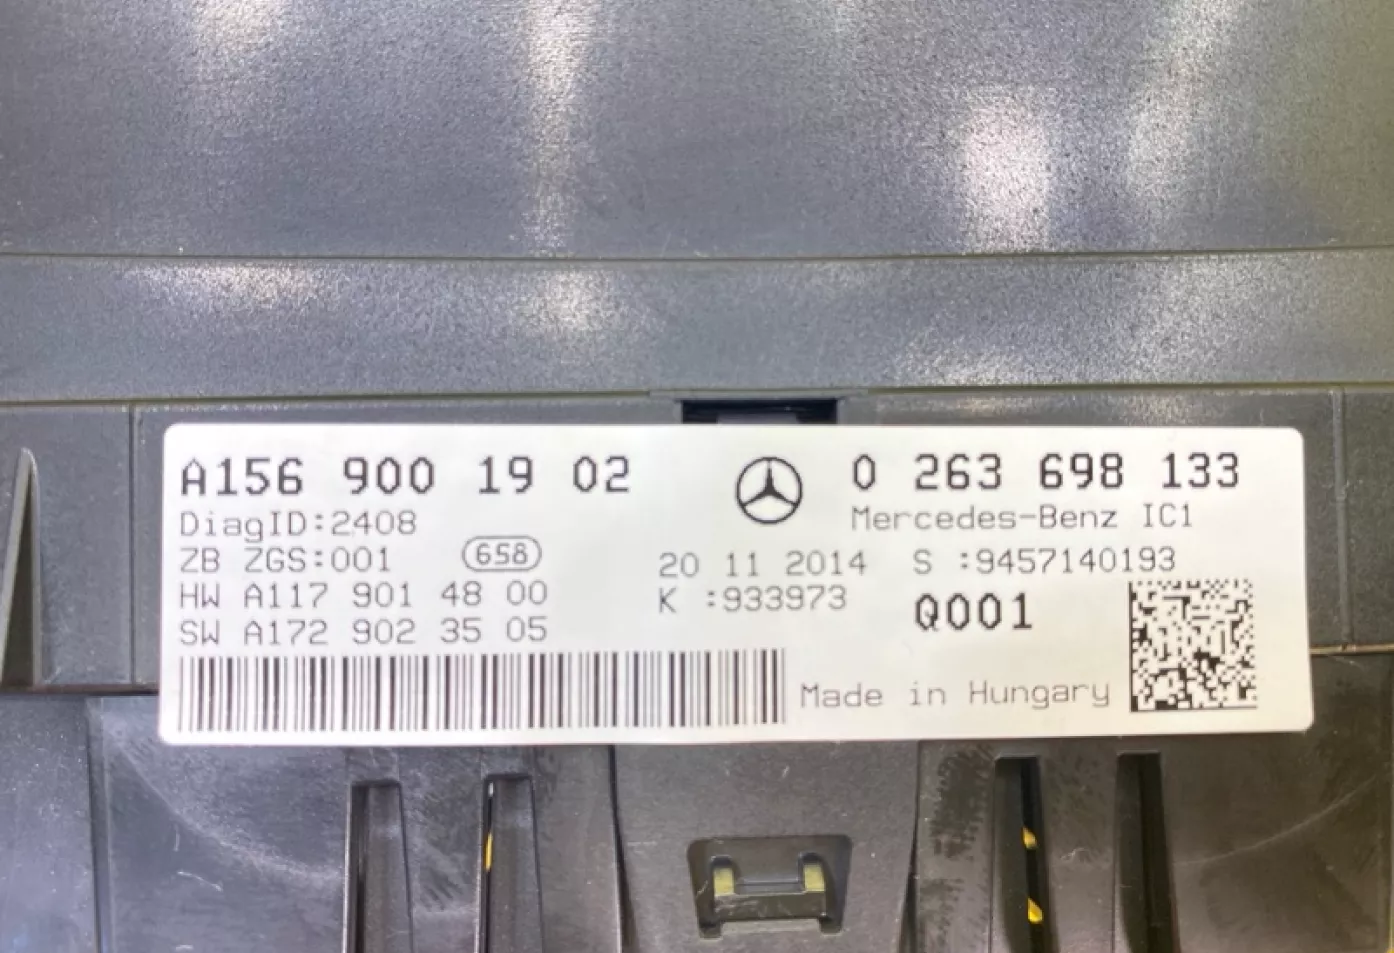 A156 900 19 02
DiagID:2408
ZB ZGS:001 658
HW A117 901 48 00
SW A172 902 35 05
0 263 698 133
Mercedes-Benz IC1
20 11 2014 S :9457140193
K :933973 Q001
Made in Hungary